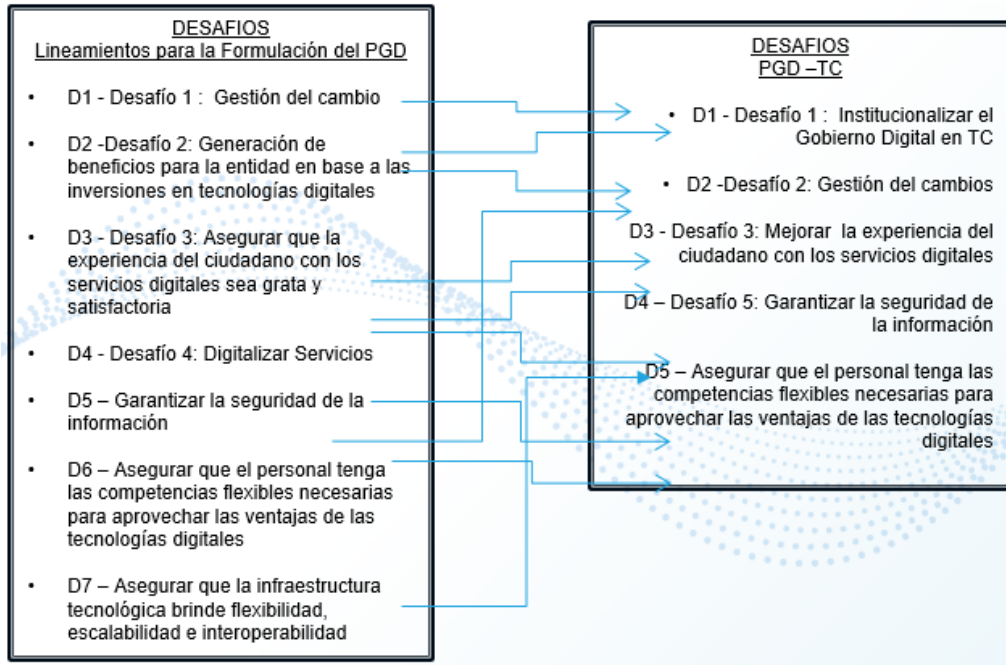 DESAFIOS
Lineamientos para la Formulación del PGD
• D1 - Desafío 1 : Gestión del cambio
• D2 -Desafío 2: Generación de
beneficios para la entidad en base a las
inversiones en tecnologías digitales
• D3 - Desafío 3: Asegurar que la
experiencia del ciudadano con los
servicios digitales sea grata y
satisfactoria
• D4 - Desafío 4: Digitalizar Servicios
• D5 – Garantizar la seguridad de la
información
• D6 – Asegurar que el personal tenga
las competencias flexibles necesarias
para aprovechar las ventajas de las
tecnologías digitales
• D7 – Asegurar que la infraestructura
tecnológica brinde flexibilidad,
escalabilidad e interoperabilidad
DESAFIOS
PGD –TC
• D1 - Desafío 1 : Institucionalizar el
Gobierno Digital en TC
• D2 -Desafío 2: Gestión del cambios
D3 - Desafío 3: Mejorar la experiencia del
ciudadano con los servicios digitales
D4 – Desafío 5: Garantizar la seguridad de
la información
D5 – Asegurar que el personal tenga las
competencias flexibles necesarias para
aprovechar las ventajas de las tecnologías
digitales